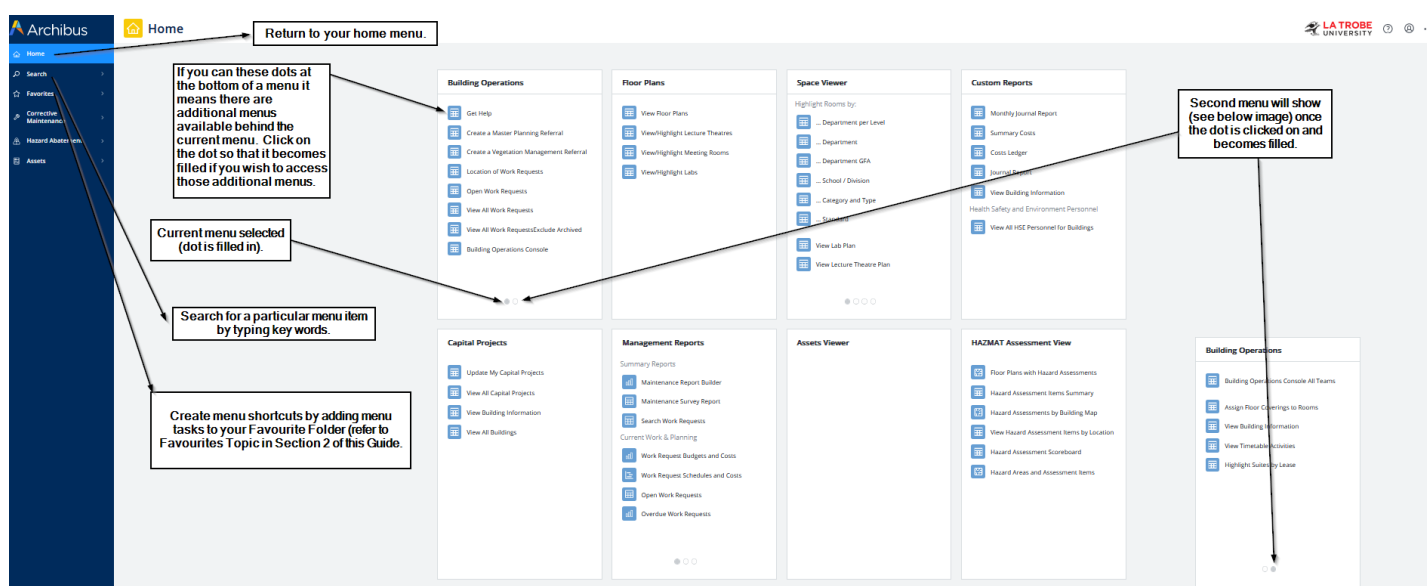 Archibus
Home
Return to your home menu.
LA TROBE
UNIVERSITY
Home
Search
Favorites
Corrective
Maintenance
Hazard Abatemen
Assets
If you can these dots at
the bottom of a menu it
means there are
additional menus
available behind the
current menu. Click on
the dot so that it becomes
filled if you wish to access
those additional menus.
Current menu selected
(dot is filled in).
Search for a particular menu item
by typing key words.
Create menu shortcuts by adding menu
tasks to your Favourite Folder (refer to
Favourites Topic in Section 2 of this Guide.
Building Operations
Get Help
Create a Master Planning Referral
Create a Vegetation Management Referral
Location of Work Requests
Open Work Requests
View All Work Requests
View All Work RequestsExclude Archived
Building Operations Console
Floor Plans
View Floor Plans
View/Highlight Lecture Theatres
View/Highlight Meeting Rooms
View/Highlight Labs
Space Viewer
Highlight Rooms by:
... Department per Level
... Department
... Department GFA
... School / Division
... Category and Type
... Standard
View Lab Plan
View Lecture Theatre Plan
Custom Reports
Monthly Journal Report
Summary Costs
Costs Ledger
Journal Report
View Building Information
Health Safety and Environment Personnel
View All HSE Personnel for Buildings
Second menu will show
(see below image) once
the dot is clicked on and
becomes filled.
Capital Projects
Update My Capital Projects
View All Capital Projects
View Building Information
View All Buildings
Management Reports
Summary Reports
Maintenance Report Builder
Maintenance Survey Report
Search Work Requests
Current Work & Planning
Work Request Budgets and Costs
Work Request Schedules and Costs
Open Work Requests
Overdue Work Requests
Assets Viewer
HAZMAT Assessment View
Floor Plans with Hazard Assessments
Hazard Assessment Items Summary
Hazard Assessments by Building Map
View Hazard Assessment Items by Location
Hazard Assessment Scoreboard
Hazard Areas and Assessment Items
Building Operations
Building Operations Console All Teams
Assign Floor Coverings to Rooms
View Building Information
View Timetable Activities
Highlight Suites by Lease